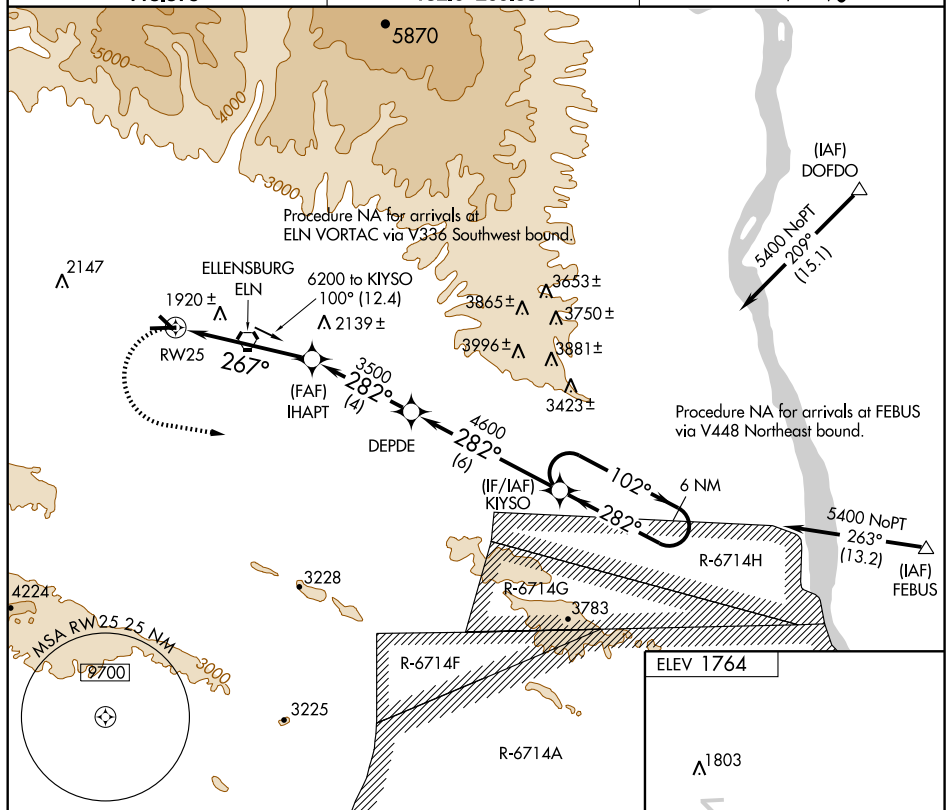 5870
5000
4000
3000
(IAF)
DOFDO
5400 NoPT
209°
(15.1)
Procedure NA for arrivals at
ELN VORTAC via V336 Southwest bound.
2147
ELLENSBURG
ELN
6200 to KIYSO
100° (12.4)
1920 ±
2139 ±
3653 ±
3865 ±
3750 ±
3996 ±
3881 ±
3423 ±
RW25
267°
(FAF)
IHAPT
3500
282°
(4)
DEPDE
4600
282°
(6)
Procedure NA for arrivals at FEBUS
via V448 Northeast bound.
(IF/IAF)
KIYSO
102°
6 NM
282°
5400 NoPT
263°
(13.2)
(IAF)
FEBUS
R-6714H
R-6714G
3783
3228
4224
MSA RW25 25 NM
9700
3000
R-6714F
3225
R-6714A
ELEV 1764
1803